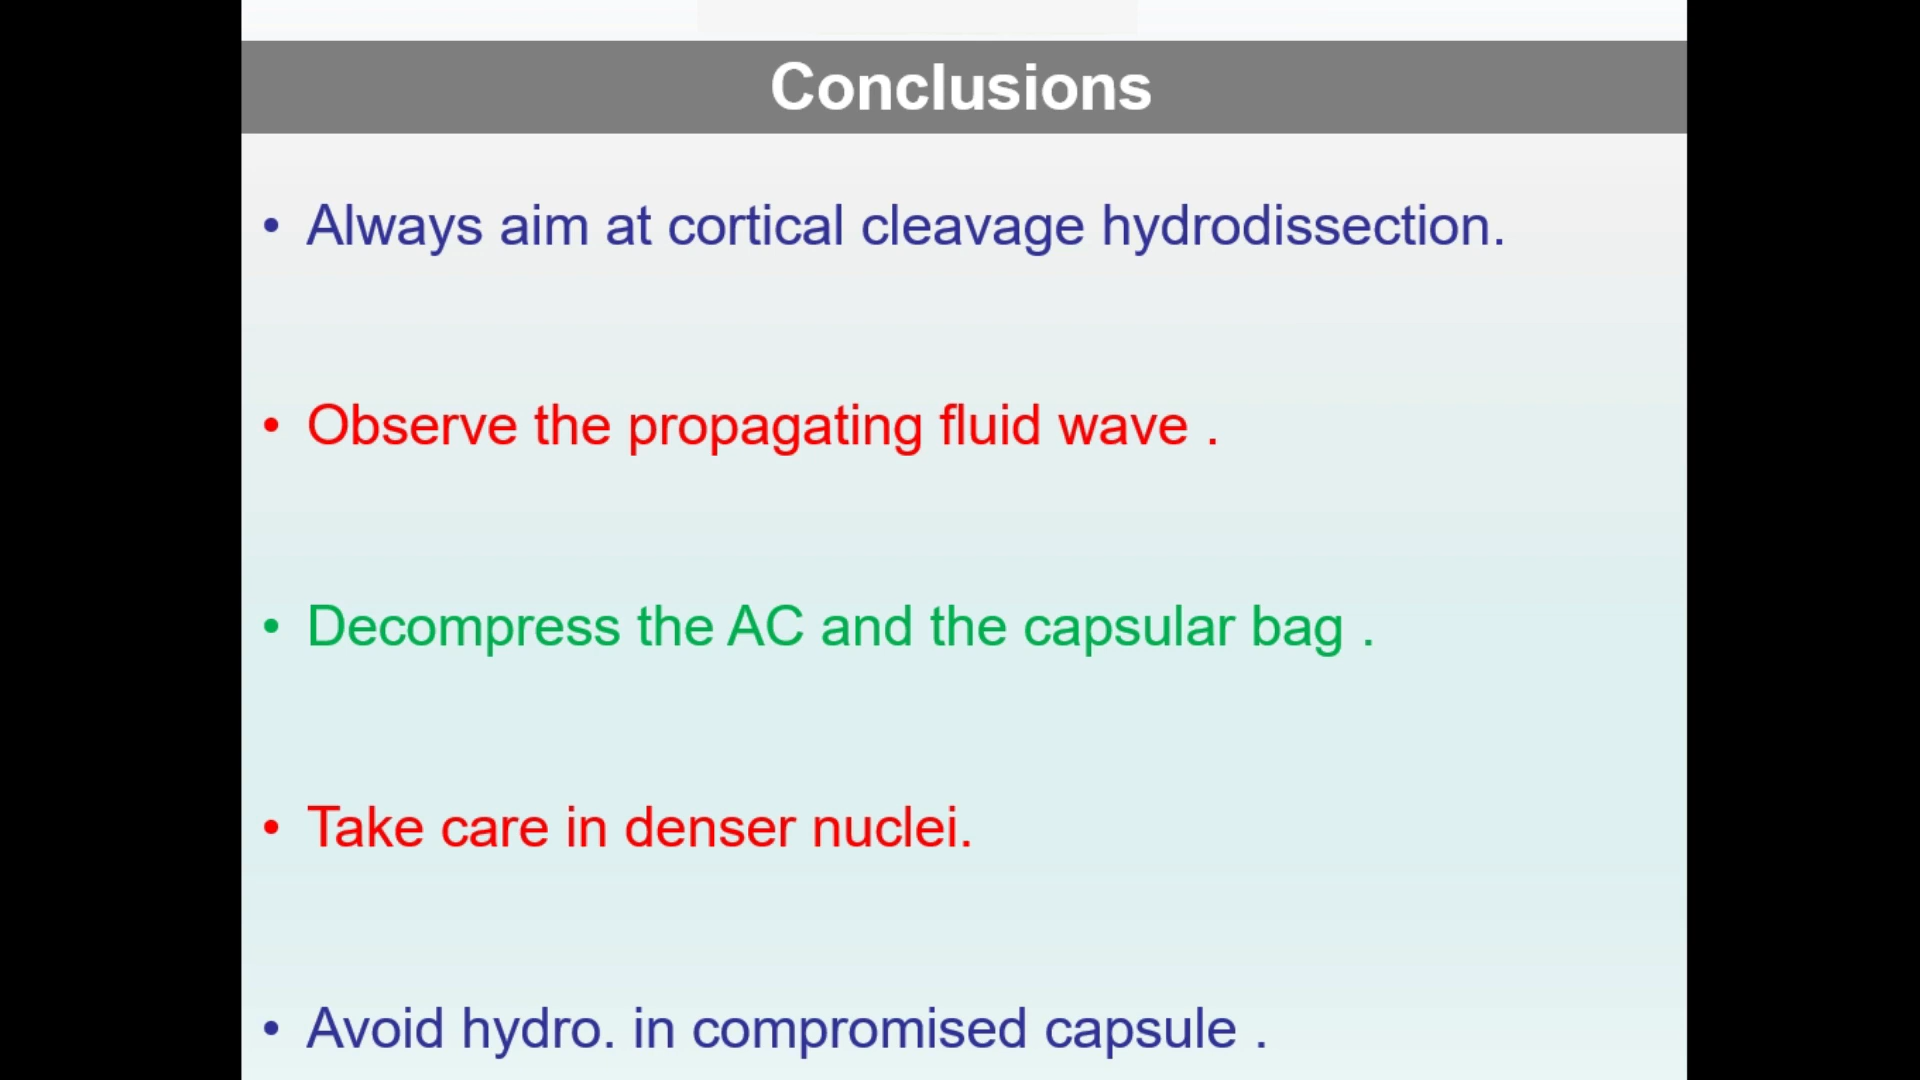 Conclusions
• Always aim at cortical cleavage hydrodissection.
• Observe the propagating fluid wave .
• Decompress the AC and the capsular bag .
• Take care in denser nuclei.
• Avoid hydro. in compromised capsule .